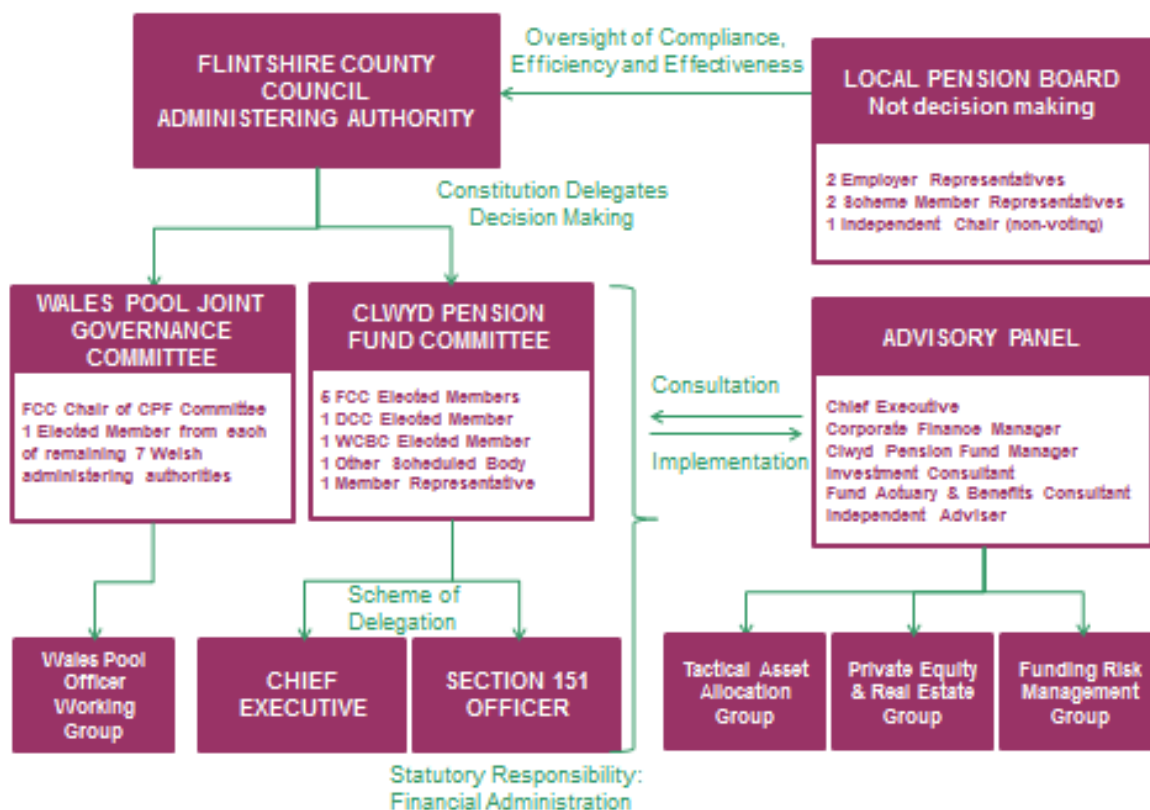 FLINTSHIRE COUNTY
COUNCIL
ADMINISTERING AUTHORITY
Oversight of Compliance,
Efficiency and Effectiveness
LOCAL PENSION BOARD
Not decision making
2 Employer Representatives
2 Scheme Member Representatives
1 Independent Chair (non-voting)
Constitution Delegates
Decision Making
WALES POOL JOINT
GOVERNANCE
COMMITTEE
FCC Chair of CPF Committee
1 Elected Member from each
of remaining 7 Welsh
administering authorities
CLWYD PENSION
FUND COMMITTEE
5 FCC Elected Members
1 DCC Elected Member
1 WCBC Elected Member
1 Other Scheduled Body
1 Member Representative
Consultation
Implementation
ADVISORY PANEL
Chief Executive
Corporate Finance Manager
Clwyd Pension Fund Manager
Investment Consultant
Fund Actuary & Benefits Consultant
Independent Adviser
Scheme of
Delegation
Wales Pool
Officer
Working
Group
CHIEF
EXECUTIVE
SECTION 151
OFFICER
Tactical Asset
Allocation
Group
Private Equity
& Real Estate
Group
Funding Risk
Management
Group
Statutory Responsibility:
Financial Administration